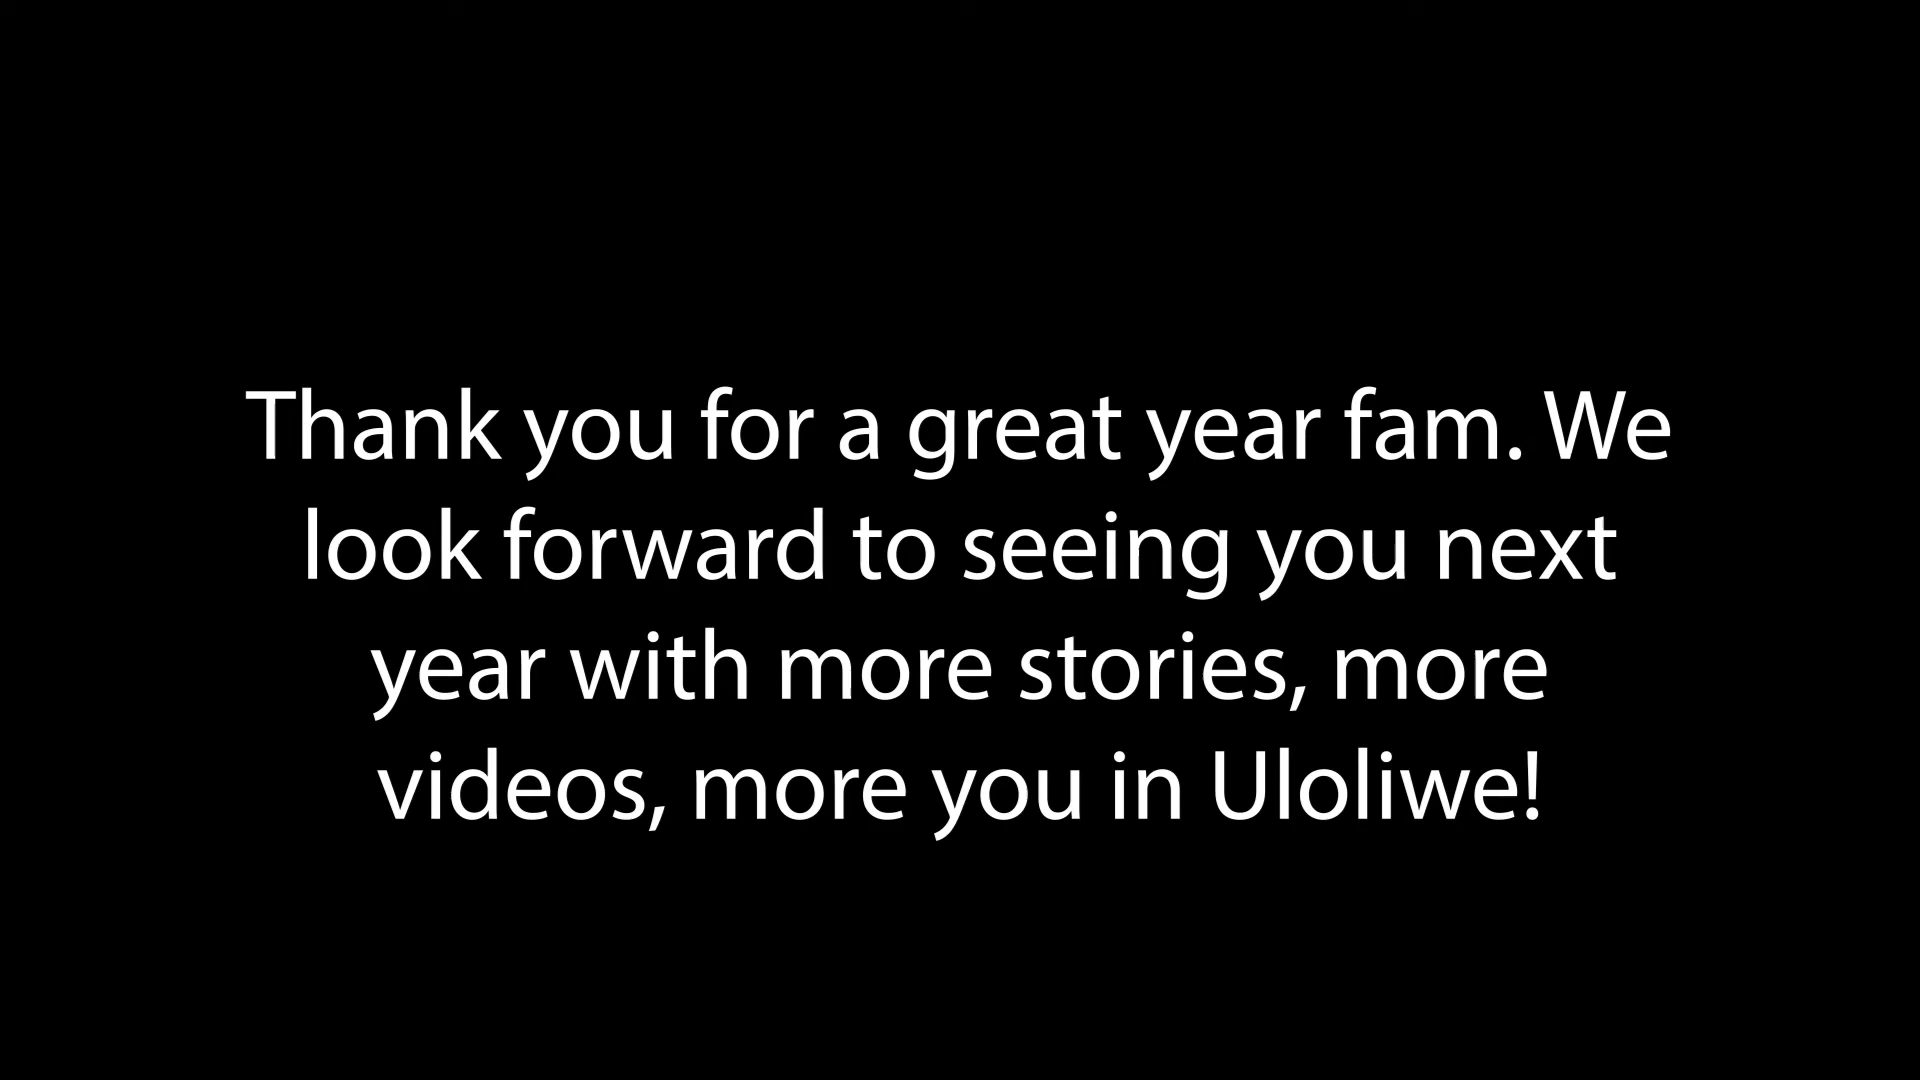 Thank you for a great year fam. We
look forward to seeing you next
year with more stories, more
videos, more you in Uloliwe!